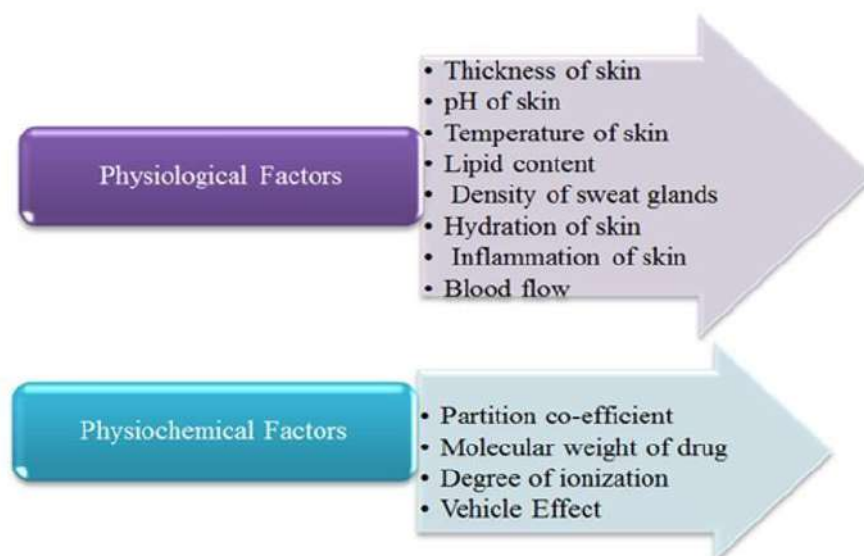 Physiological Factors
• Thickness of skin
• pH of skin
• Temperature of skin
• Lipid content
• Density of sweat glands
• Hydration of skin
• Inflammation of skin
• Blood flow
Physiochemical Factors
• Partition co-efficient
• Molecular weight of drug
• Degree of ionization
• Vehicle Effect